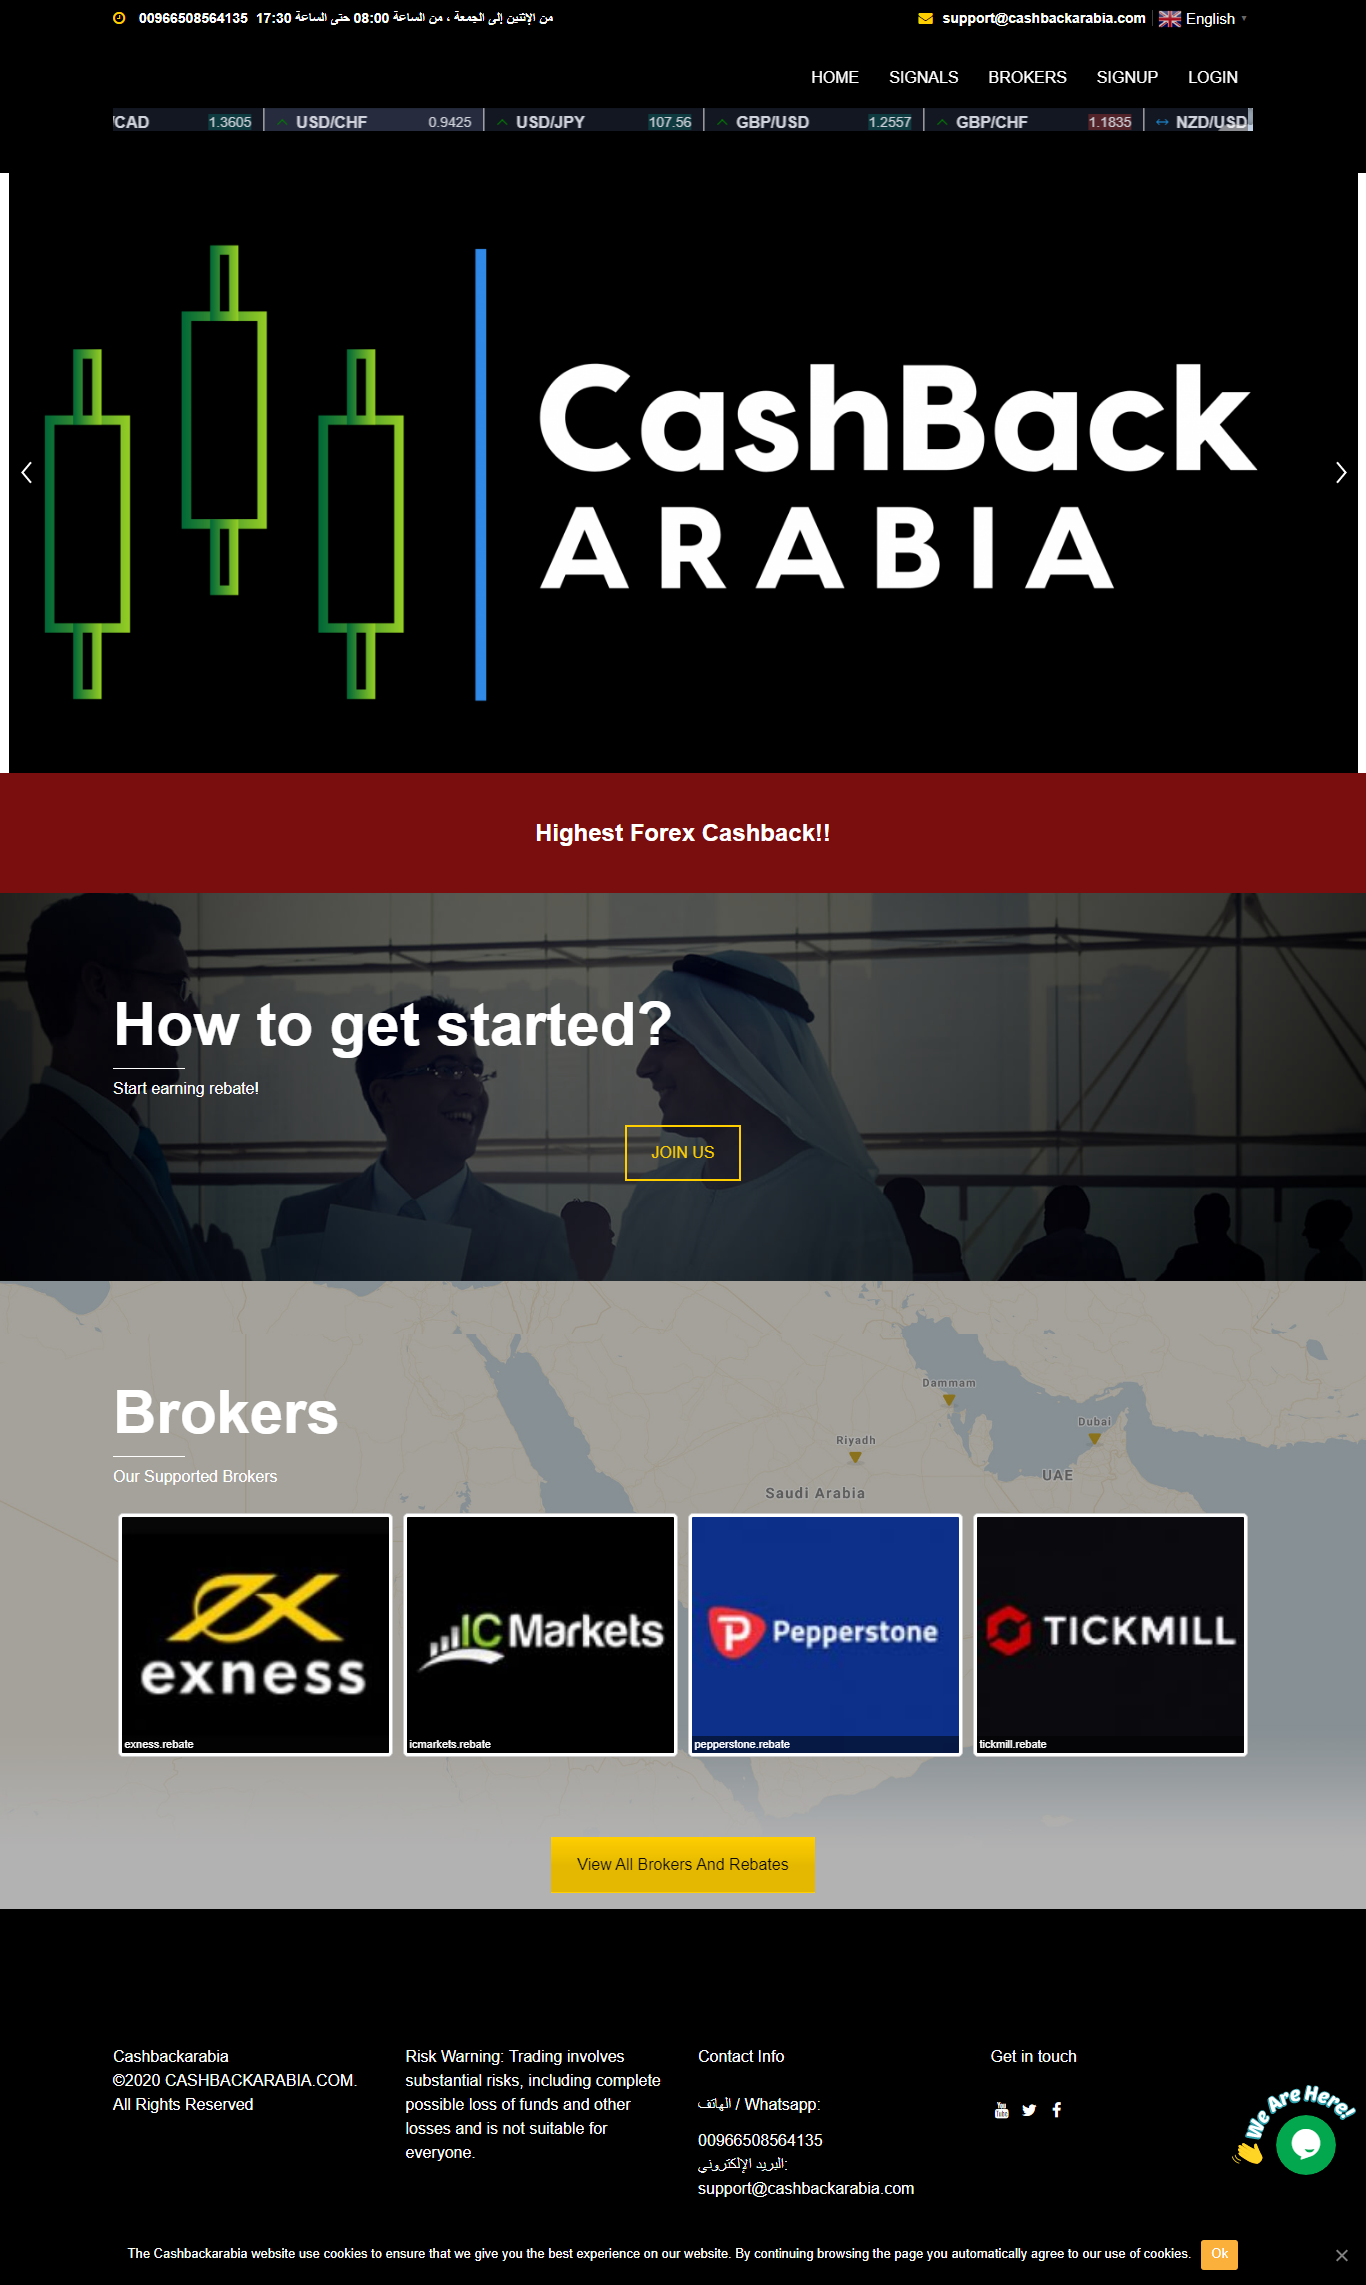 من الإثنين إلى الجمعة ، من الساعة 08:00 حتى الساعة 17:30  00966508564135
support@cashbackarabia.com
English
HOME SIGNALS BROKERS SIGNUP LOGIN
/CAD 1.3605 USD/CHF 0.9425 USD/JPY 107.56 GBP/USD 1.2557 GBP/CHF 1.1835 NZD/USD
CashBack
ARABIA
Highest Forex Cashback!!
How to get started?
Start earning rebate!
JOIN US
Dammam
Dubai
Riyadh
UAE
Saudi Arabia
Brokers
Our Supported Brokers
exness
exness.rebate
IC Markets
icmarkets.rebate
P Pepperstone
pepperstone.rebate
TICKMILL
tickmill.rebate
View All Brokers And Rebates
Cashbackarabia
©2020 CASHBACKARABIA.COM.
All Rights Reserved
Risk Warning: Trading involves
substantial risks, including complete
possible loss of funds and other
losses and is not suitable for
everyone.
Contact Info
الهاتف / Whatsapp:
00966508564135
البريد الإلكتروني:
support@cashbackarabia.com
Get in touch
You Tube
We Are Here!
The Cashbackarabia website use cookies to ensure that we give you the best experience on our website. By continuing browsing the page you automatically agree to our use of cookies.
Ok